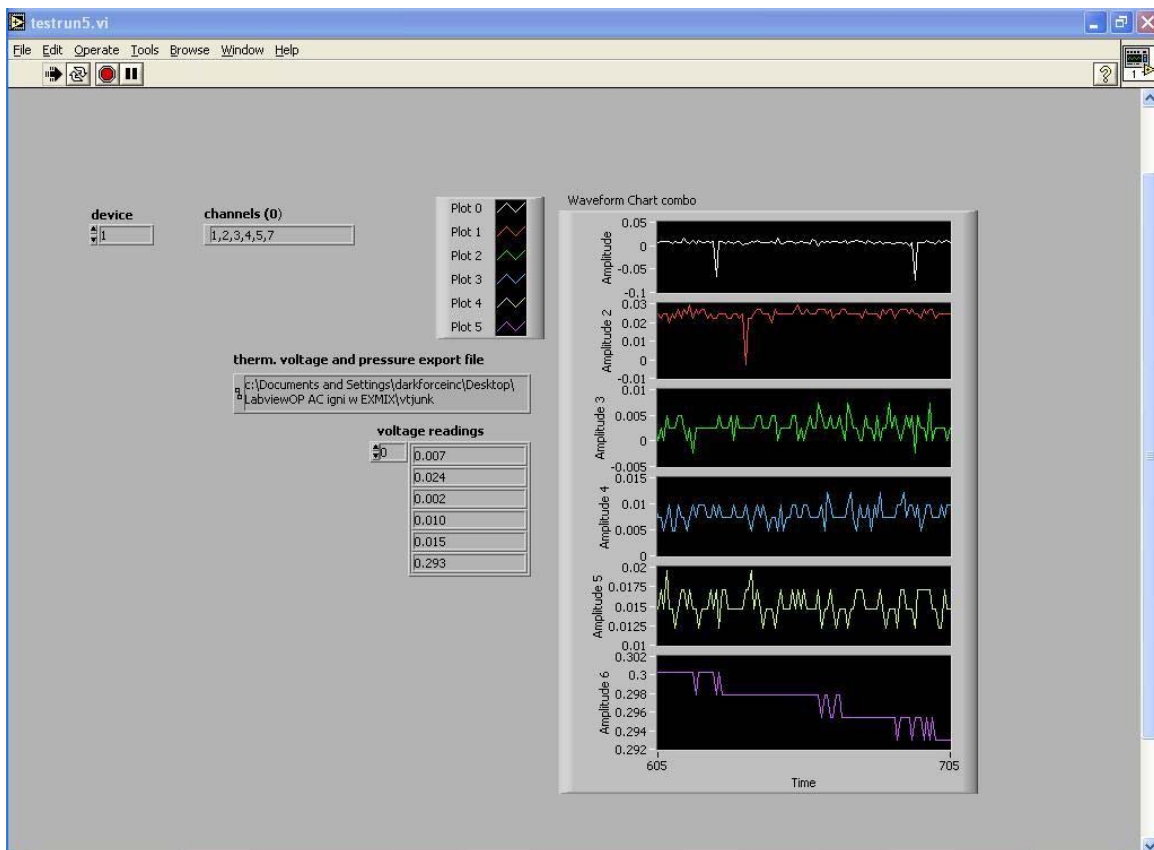 testrun5.vi
File Edit Operate Tools Browse Window Help
1
device
1
channels (0)
1,2,3,4,5,7
Plot 0
Plot 1
Plot 2
Plot 3
Plot 4
Plot 5
therm. voltage and pressure export file
c:\Documents and Settings\darkforceinc\Desktop\
LabviewOP AC igni w EXMIX\vtjunk
voltage readings
0
0.007
0.024
0.002
0.010
0.015
0.293
Waveform Chart combo
Amplitude
0.05
0
-0.05
-0.1
Amplitude 2
0.03
0.02
0.01
0
-0.01
Amplitude 3
0.01
0.005
0
-0.005
Amplitude 4
0.015
0.01
0.005
0
Amplitude 5
0.02
0.0175
0.015
0.0125
0.01
Amplitude 6
0.302
0.3
0.298
0.296
0.294
0.292
605
705
Time